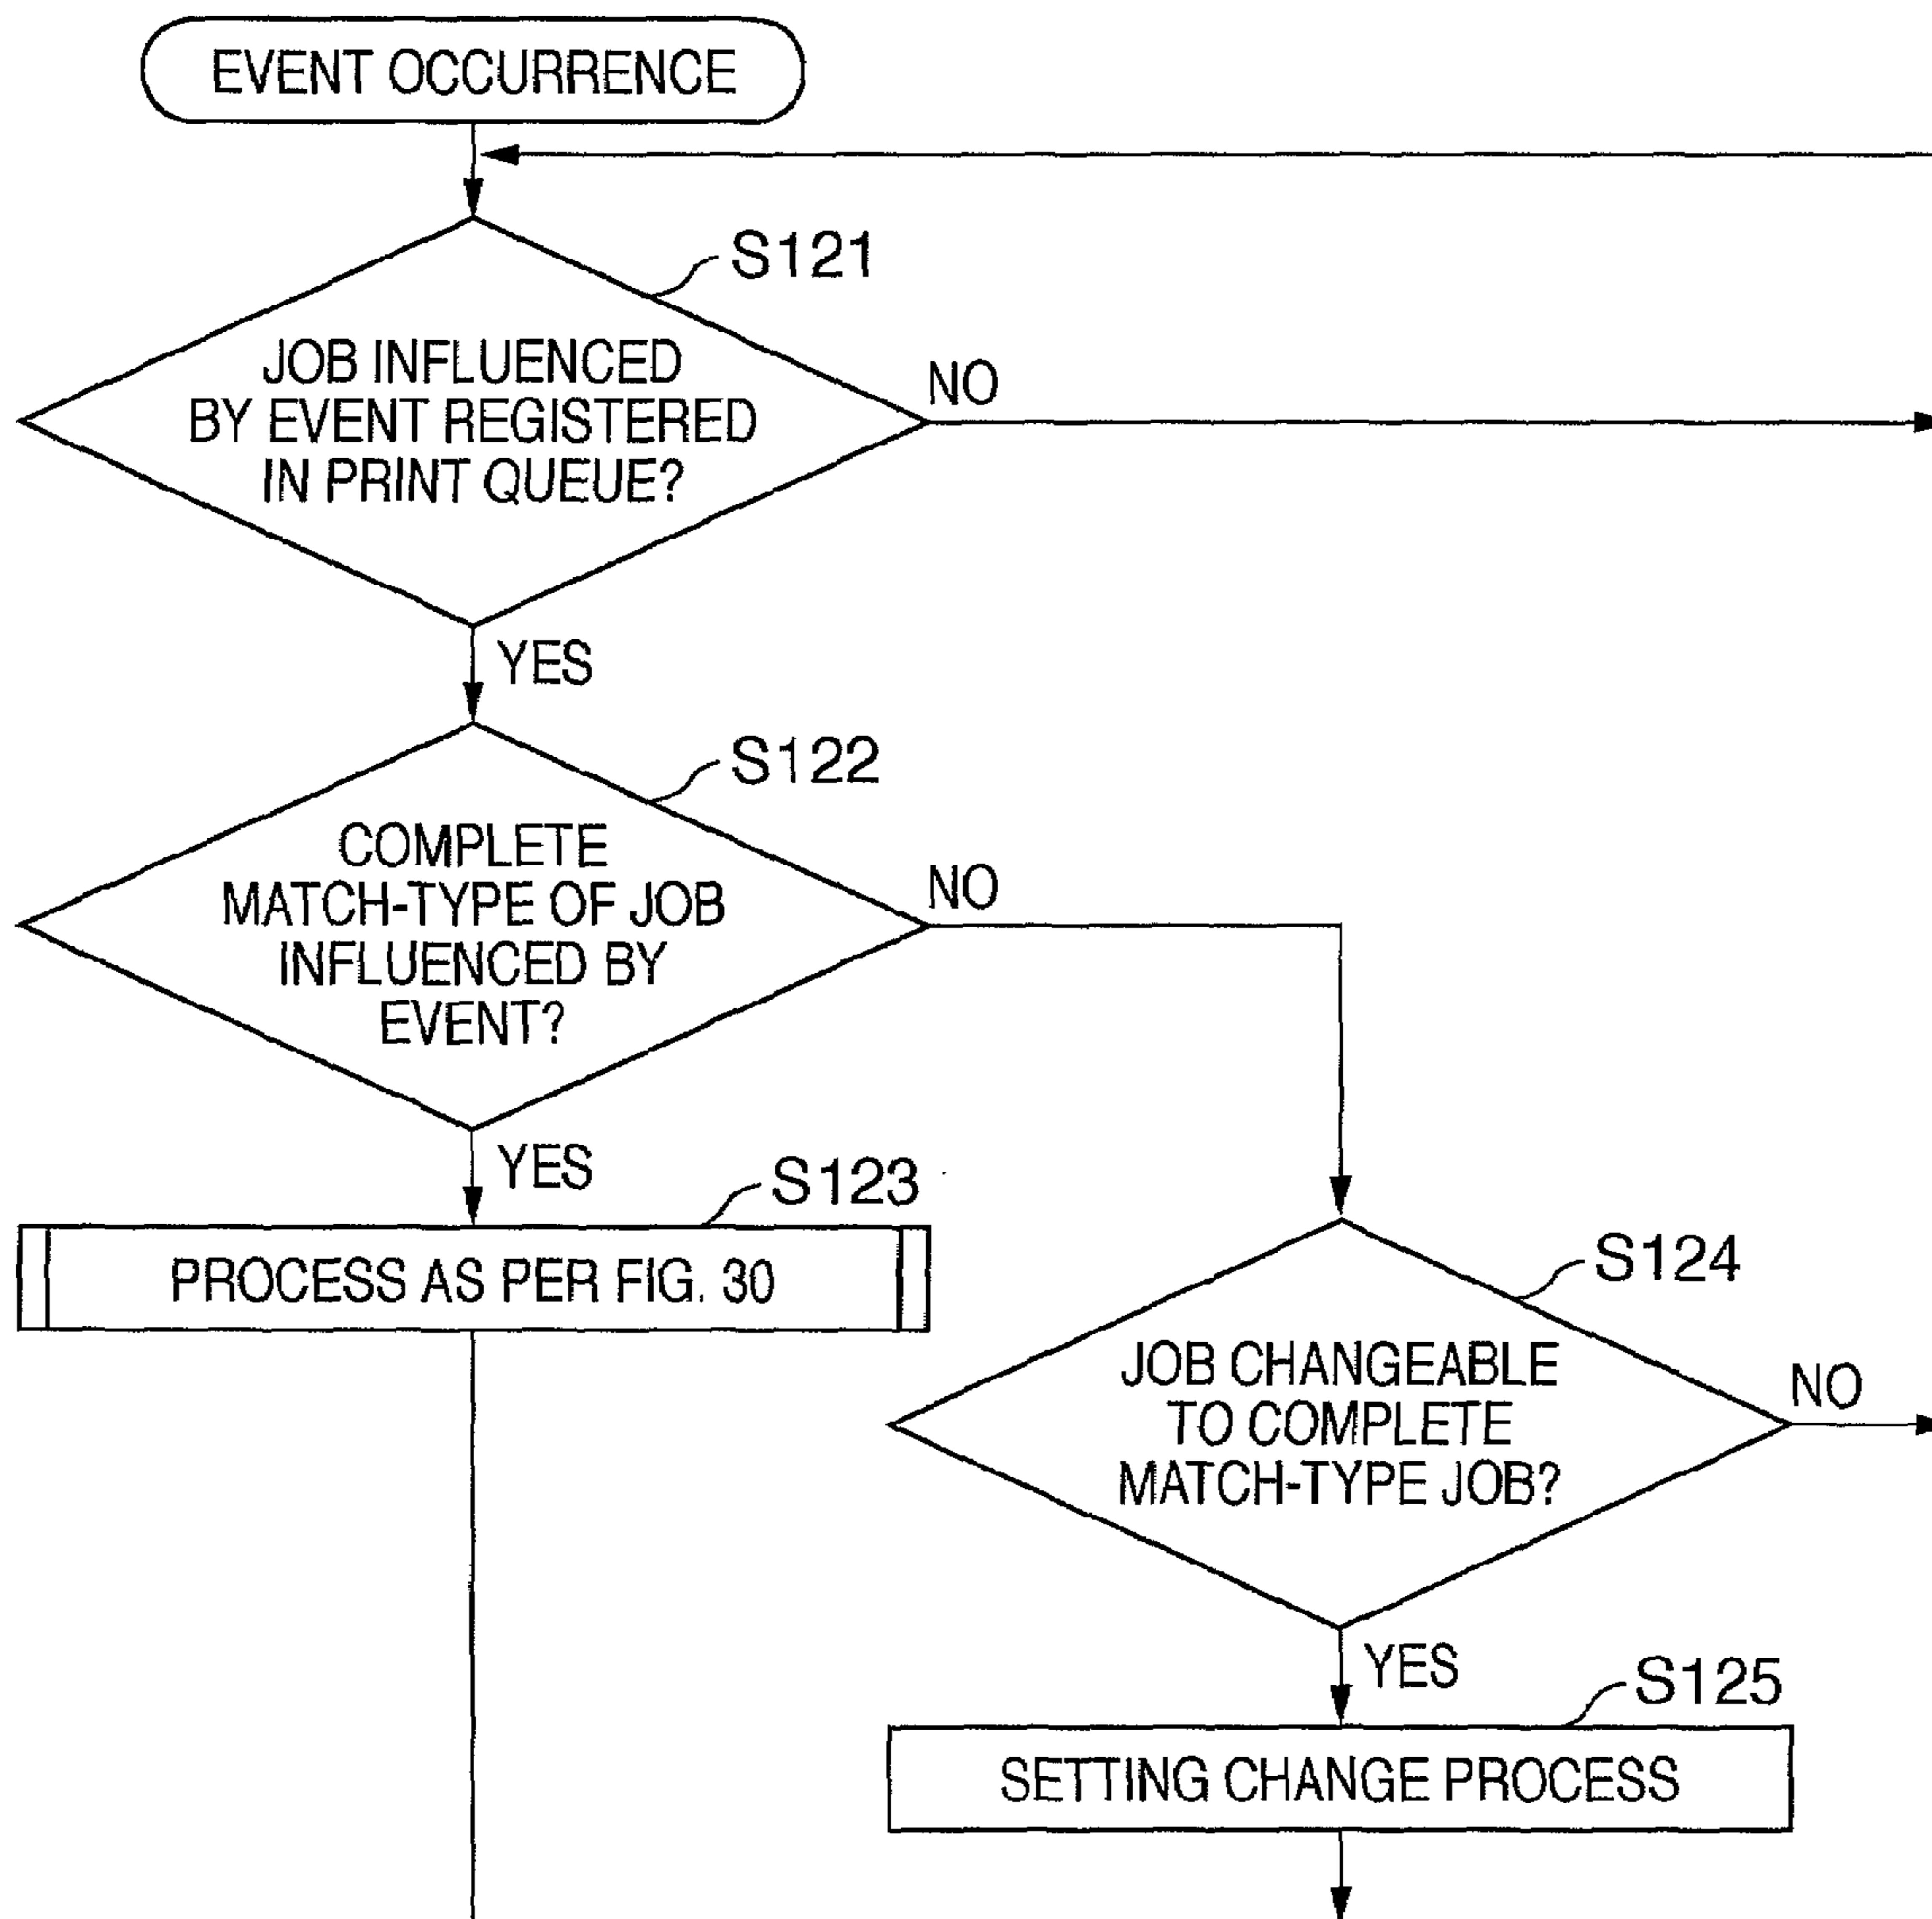 EVENT OCCURRENCE
S121
JOB INFLUENCED
BY EVENT REGISTERED
IN PRINT QUEUE?
NO
YES
S122
COMPLETE
MATCH-TYPE OF JOB
INFLUENCED BY
EVENT?
NO
YES
S123
PROCESS AS PER FIG. 30
S124
JOB CHANGEABLE
TO COMPLETE
MATCH-TYPE JOB?
NO
YES
S125
SETTING CHANGE PROCESS